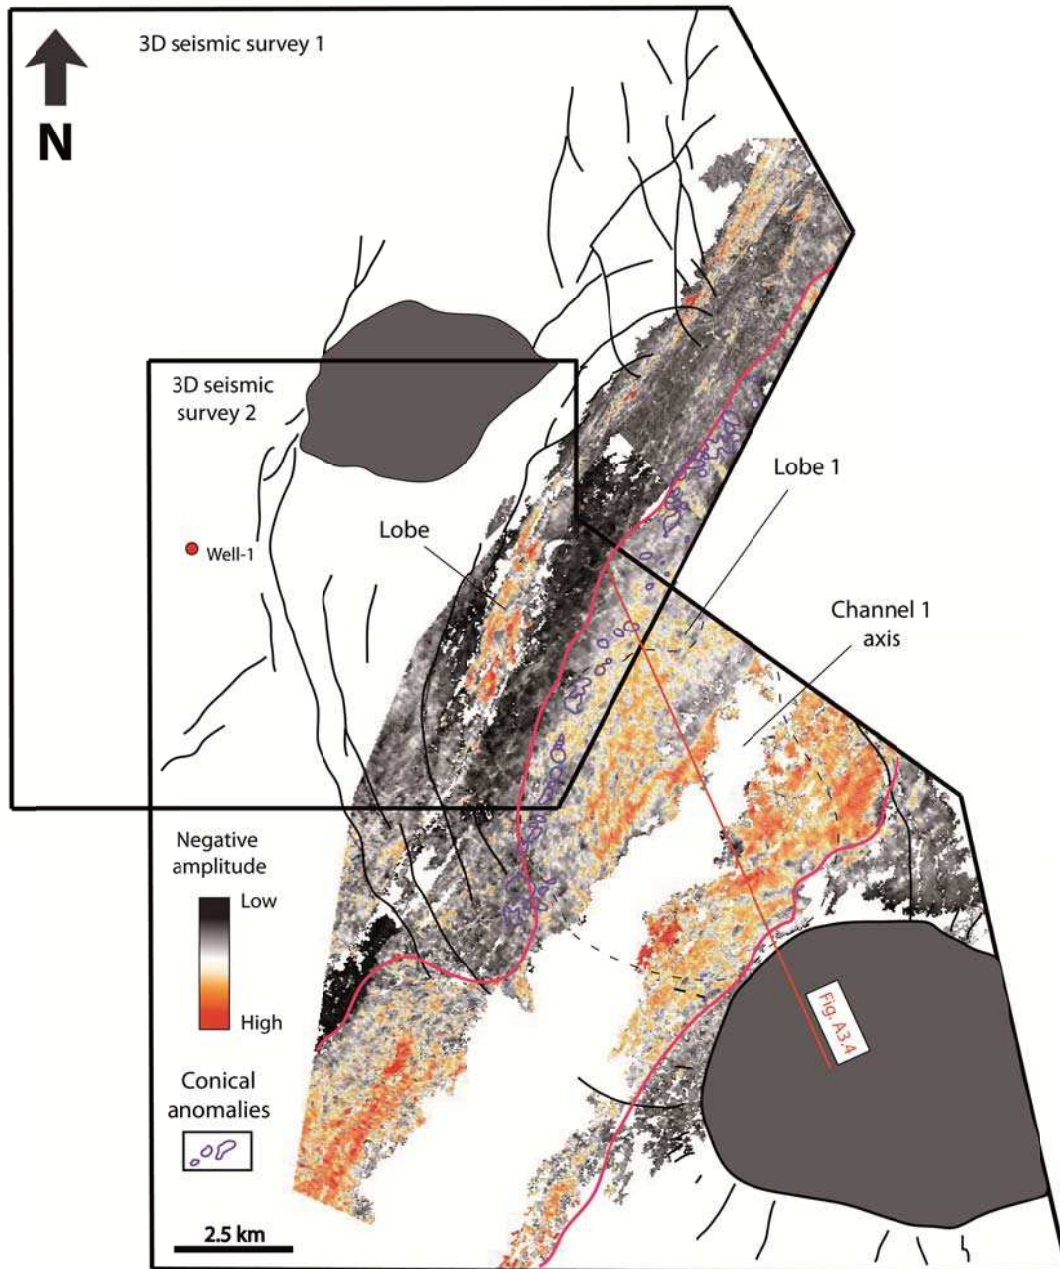 3D seismic survey 1
N
3D seismic
survey 2
Lobe 1
Lobe
Well-1
Channel 1
axis
Negative
amplitude
Low
High
Fig. A3.4
Conical
anomalies
2.5 km